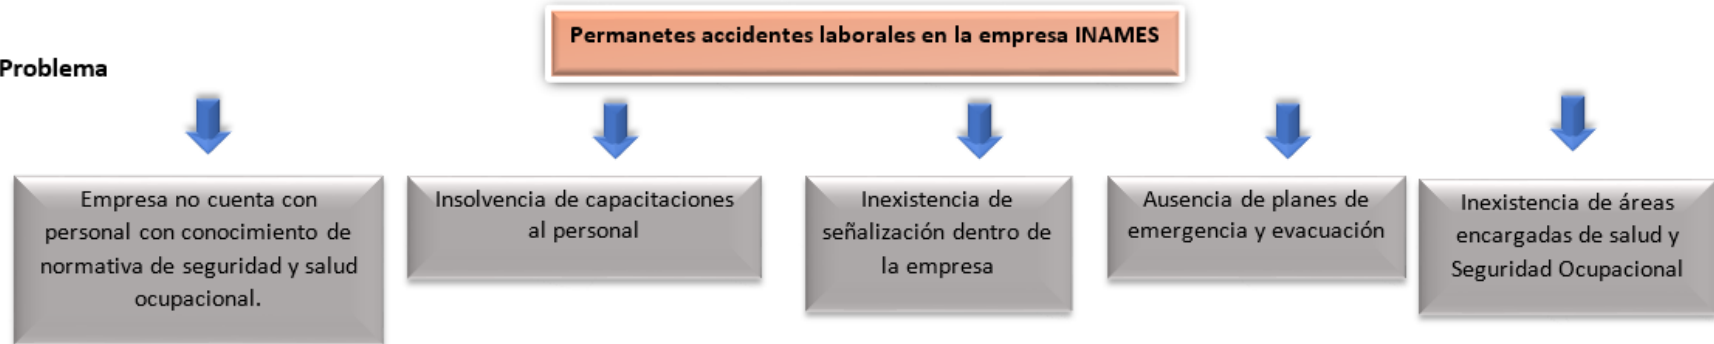 Permanetes accidentes laborales en la empresa INAMES
Problema
Empresa no cuenta con
personal con conocimiento de
normativa de seguridad y salud
ocupacional.
Insolvencia de capacitaciones
al personal
Inexistencia de
señalización dentro de
la empresa
Ausencia de planes de
emergencia y evacuación
Inexistencia de áreas
encargadas de salud y
Seguridad Ocupacional